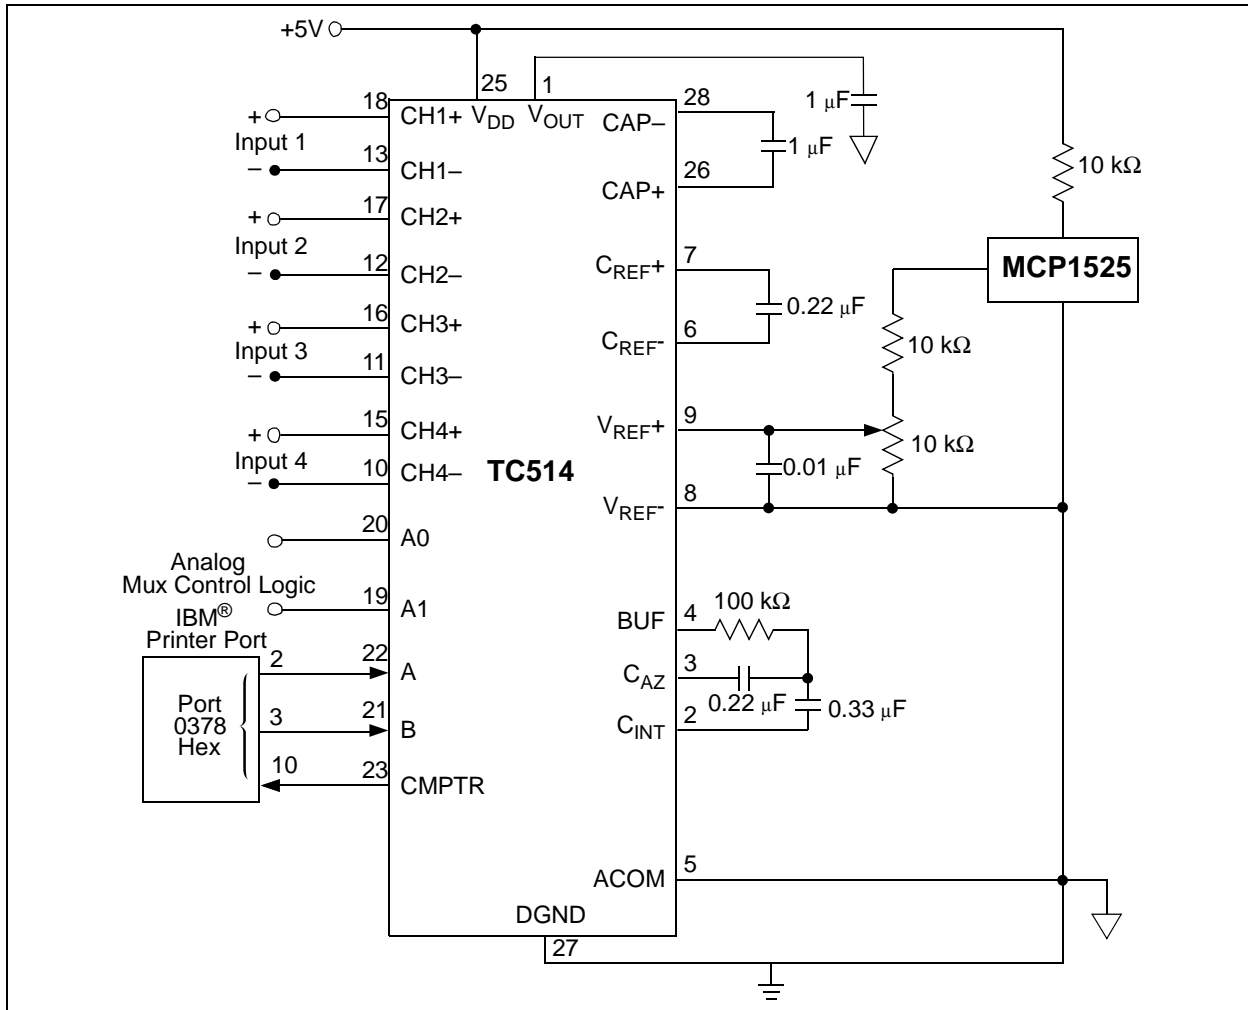 +5V
25
1
18
CH1+
V_DD
V_OUT
CAP–
28
1 μF
+
Input 1
–
13
CH1–
1 μF
10 kΩ
17
CH2+
CAP+
26
+
Input 2
–
12
CH2–
C_REF+
7
MCP1525
16
CH3+
0.22 μF
+
Input 3
–
11
CH3–
C_REF-
6
10 kΩ
15
CH4+
V_REF+
9
+
Input 4
–
10
CH4–
TC514
0.01 μF
10 kΩ
V_REF-
8
20
A0
Analog
Mux Control Logic
19
A1
IBM®
Printer Port
BUF
4
100 kΩ
2
22
A
C_AZ
3
0.22 μF
0.33 μF
Port
0378
Hex
3
21
B
C_INT
2
10
23
CMPTR
ACOM
5
DGND
27